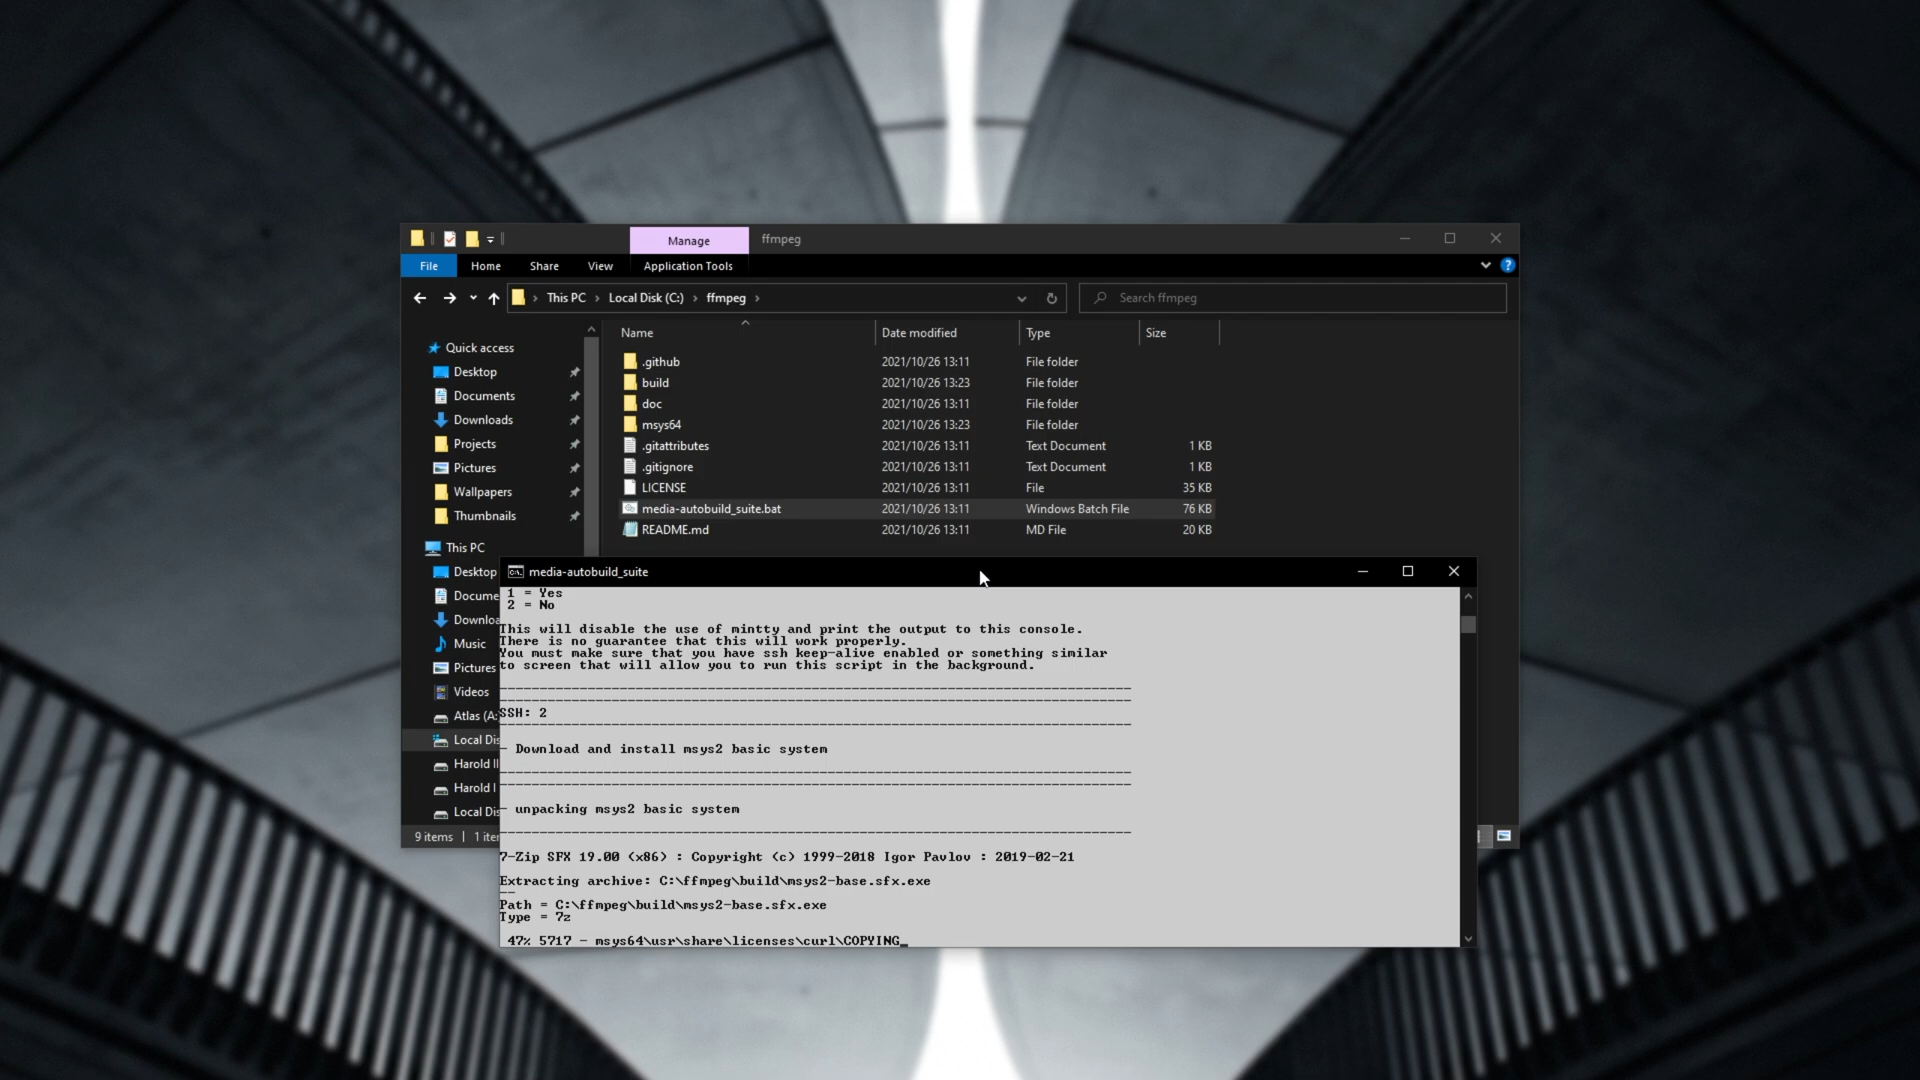 Manage
ffmpeg
File
Home
Share
View
Application Tools
?
This PC
Local Disk (C:)
ffmpeg
Search ffmpeg
Name
Date modified
Type
Size
Quick access
Desktop
Documents
Downloads
Projects
Pictures
Wallpapers
Thumbnails
This PC
Desktop
Docume
Downloa
Music
Pictures
Videos
Atlas (A:
Local Dis
Harold II
Harold I
Local Dis
.github 2021/10/26 13:11 File folder
build 2021/10/26 13:23 File folder
doc 2021/10/26 13:11 File folder
msys64 2021/10/26 13:23 File folder
.gitattributes 2021/10/26 13:11 Text Document 1 KB
.gitignore 2021/10/26 13:11 Text Document 1 KB
LICENSE 2021/10/26 13:11 File 35 KB
media-autobuild_suite.bat 2021/10/26 13:11 Windows Batch File 76 KB
README.md 2021/10/26 13:11 MD File 20 KB
9 items
1 iter
media-autobuild_suite
1 = Yes
2 = No
This will disable the use of mintty and print the output to this console.
There is no guarantee that this will work properly.
You must make sure that you have ssh keep-alive enabled or something similar
to screen that will allow you to run this script in the background.
-------------------------------------------------------------------------------
-------------------------------------------------------------------------------
SSH: 2
-------------------------------------------------------------------------------
- Download and install msys2 basic system
-------------------------------------------------------------------------------
-------------------------------------------------------------------------------
- unpacking msys2 basic system
-------------------------------------------------------------------------------
7-Zip SFX 19.00 (x86) : Copyright (c) 1999-2018 Igor Pavlov : 2019-02-21
Extracting archive: C:\ffmpeg\build\msys2-base.sfx.exe
--
Path = C:\ffmpeg\build\msys2-base.sfx.exe
Type = 7z
47% 5717 - msys64\usr\share\licenses\curl\COPYING_